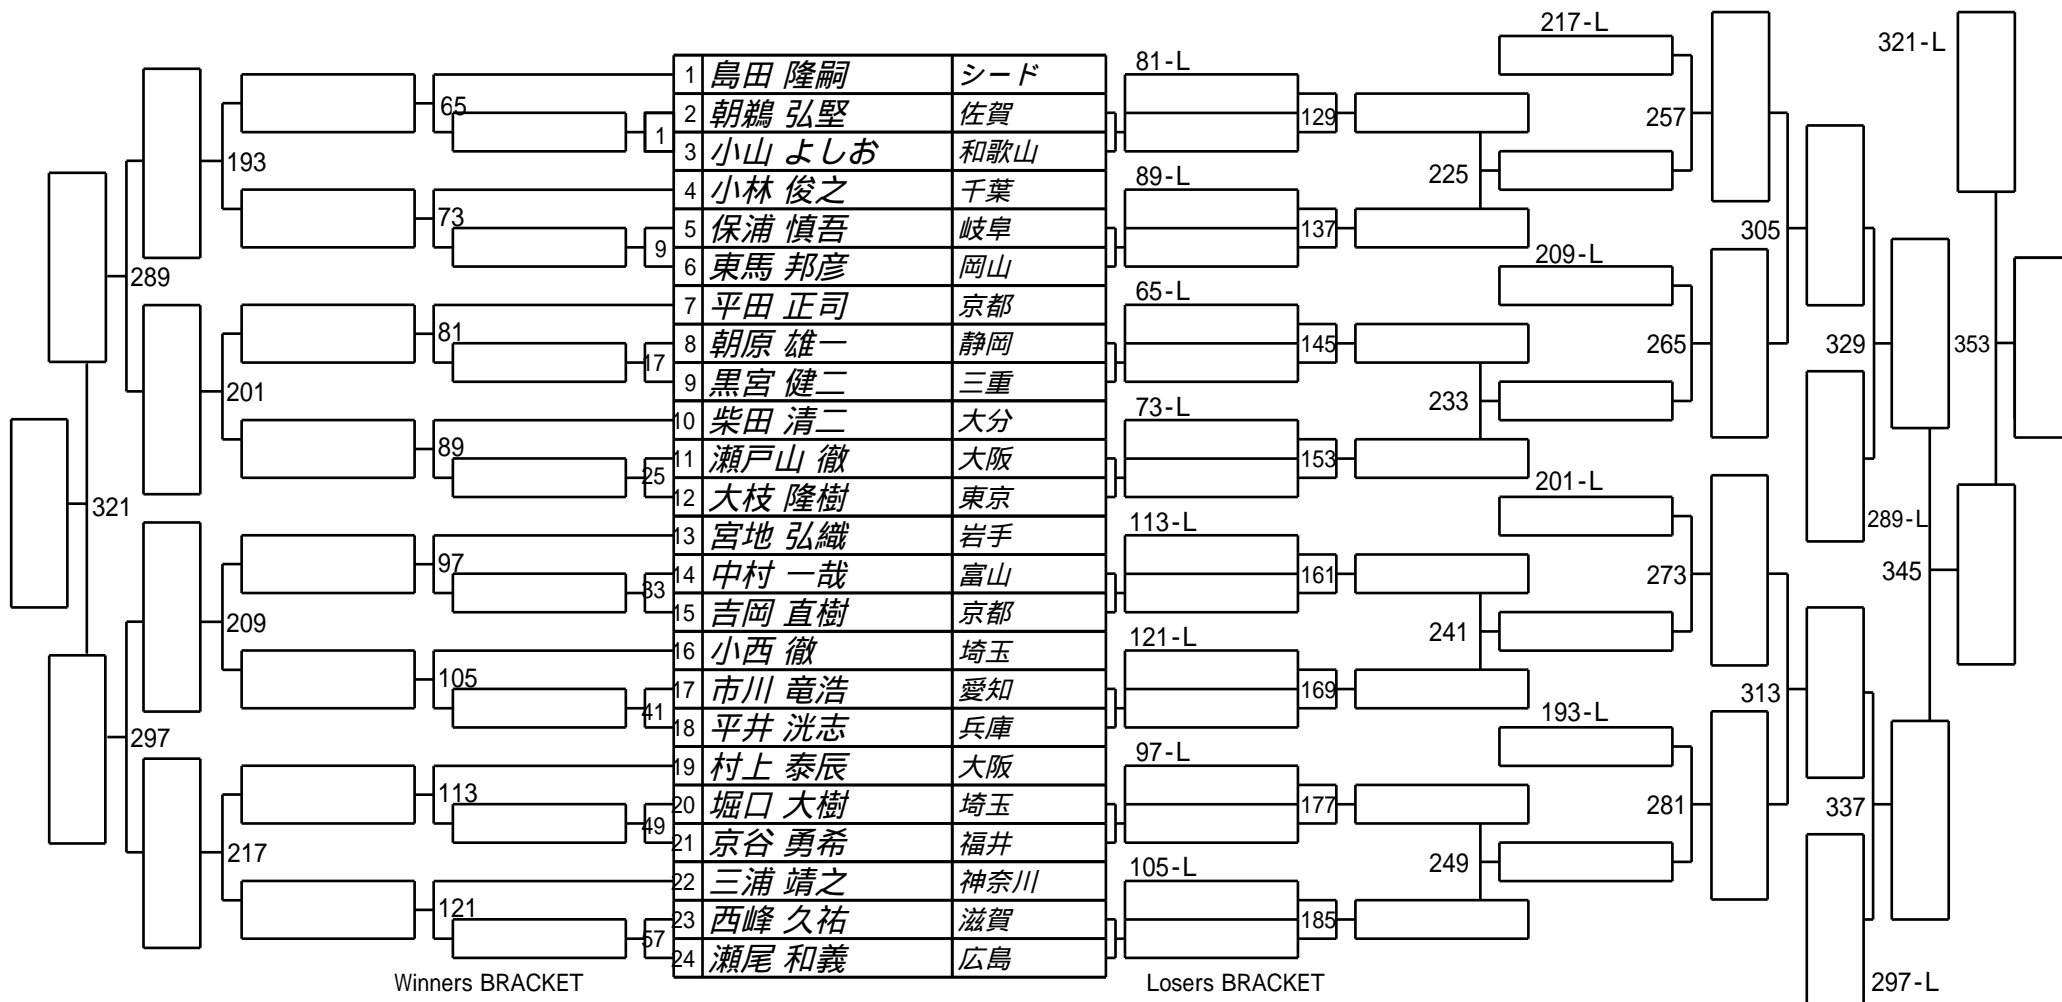 217-L
321-L
1 島田 隆嗣 シード
81-L
65
2 朝鵜 弘堅 佐賀
129
257
1
3 小山 よしお 和歌山
193
4 小林 俊之 千葉
89-L
225
73
5 保浦 慎吾 岐阜
137
305
9
6 東馬 邦彦 岡山
209-L
289
7 平田 正司 京都
65-L
81
8 朝原 雄一 静岡
145
265
329
353
17
9 黒宮 健二 三重
201
10 柴田 清二 大分
73-L
233
89
11 瀬戸山 徹 大阪
153
25
12 大枝 隆樹 東京
201-L
321
13 宮地 弘織 岩手
113-L
289-L
97
14 中村 一哉 富山
161
273
345
33
15 吉岡 直樹 京都
209
16 小西 徹 埼玉
121-L
241
105
17 市川 竜浩 愛知
169
313
41
18 平井 洸志 兵庫
193-L
297
19 村上 泰辰 大阪
97-L
113
20 堀口 大樹 埼玉
177
281
337
49
21 京谷 勇希 福井
217
22 三浦 靖之 神奈川
105-L
249
121
23 西峰 久祐 滋賀
185
57
24 瀬尾 和義 広島
Winners BRACKET
Losers BRACKET
297-L